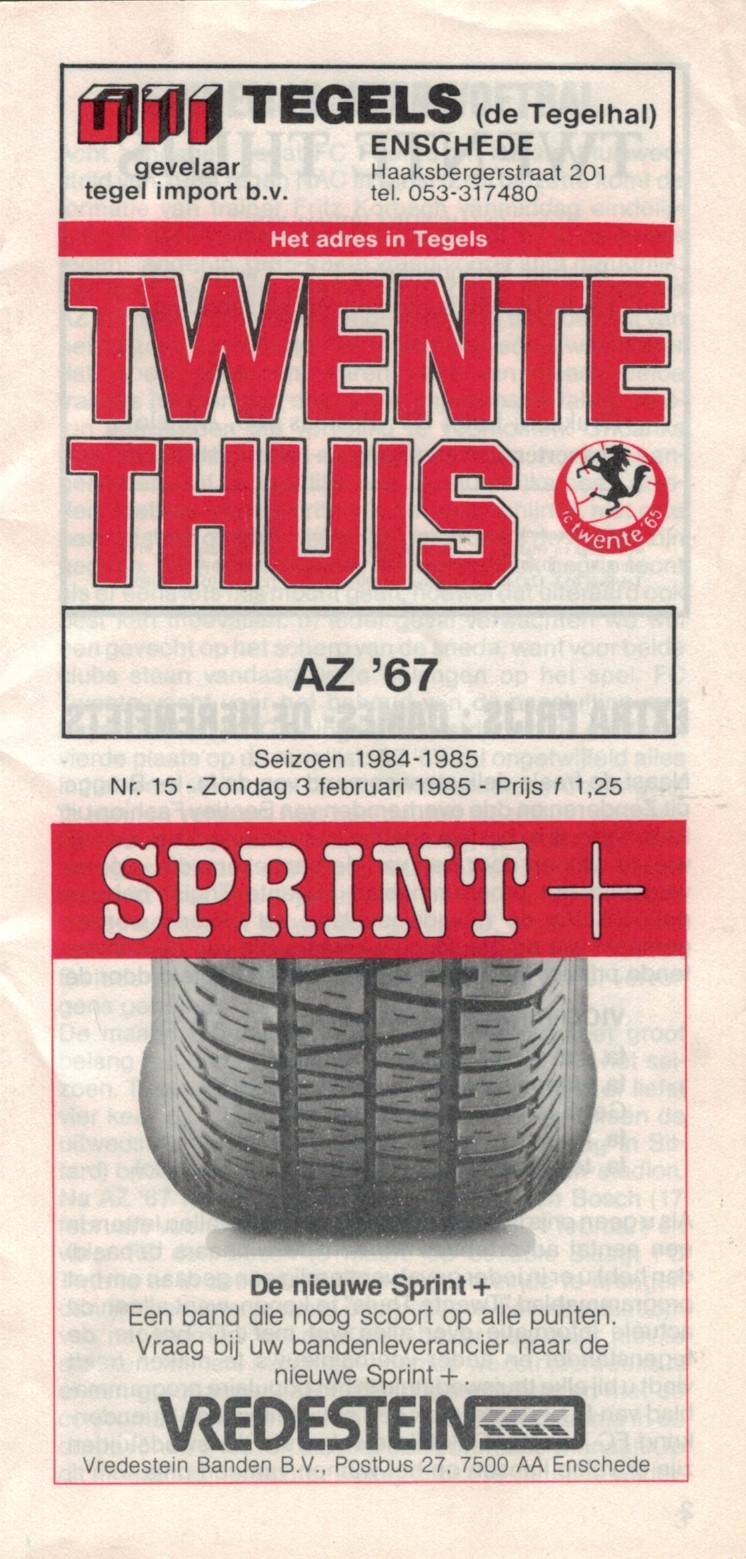 TEGELS (de Tegelhal)
ENSCHEDE
gevelaar
tegel import b.v.
Haaksbergerstraat 201
tel. 053-317480
Het adres in Tegels
TWENTE
THUIS
fc twente '65
AZ '67
Seizoen 1984-1985
Nr. 15 - Zondag 3 februari 1985 - Prijs f 1,25
SPRINT +
De nieuwe Sprint +
Een band die hoog scoort op alle punten.
Vraag bij uw bandenleverancier naar de
nieuwe Sprint +.
VREDESTEIN
Vredestein Banden B.V., Postbus 27, 7500 AA Enschede